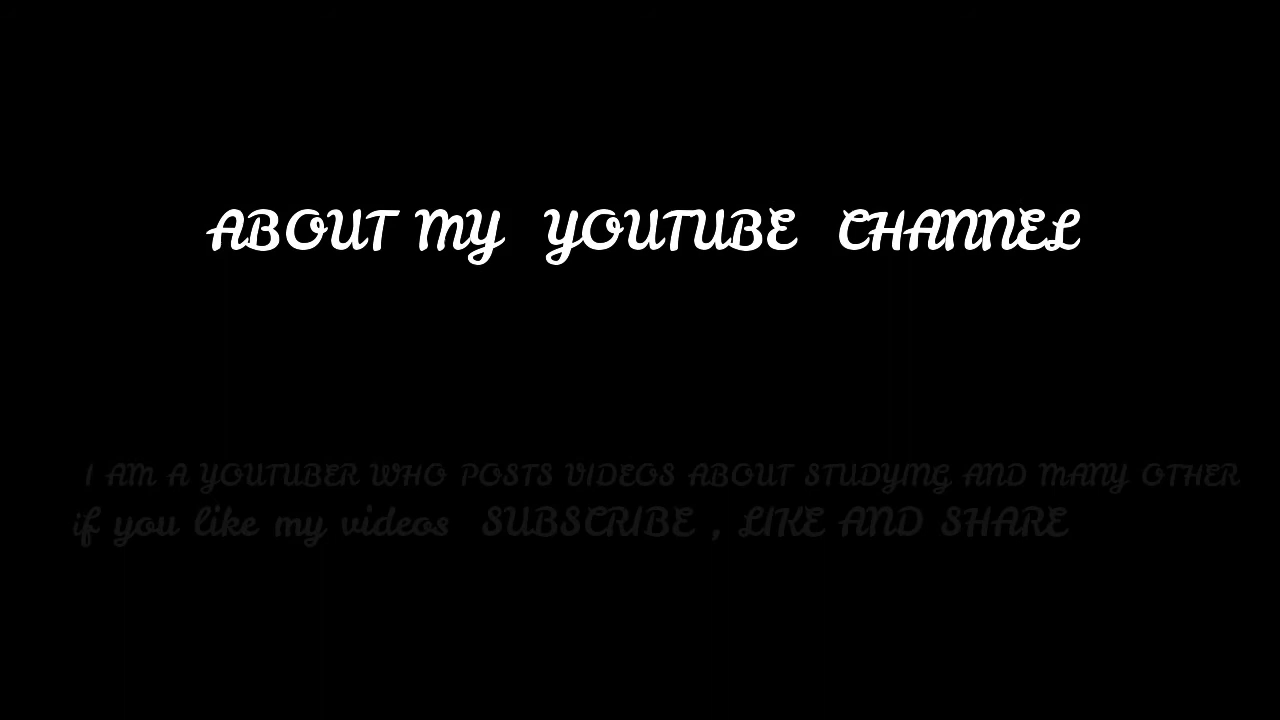 ABOUT MY YOUTUBE CHANNEL
I AM A YOUTUBER WHO POSTS VIDEOS ABOUT STUDYING AND MANY OTHER
if you like my videos SUBSCRIBE , LIKE AND SHARE